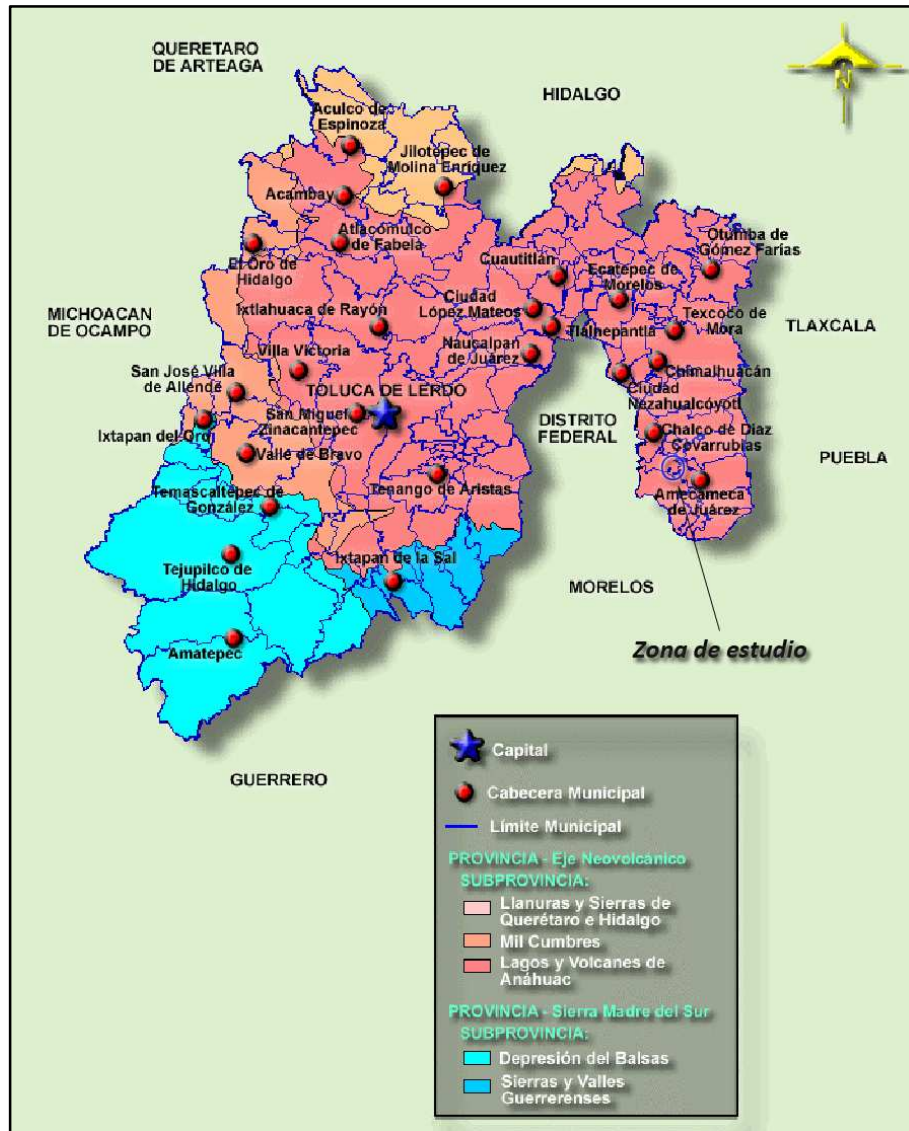 QUERETARO
DE ARTEAGA
HIDALGO
N
Aculco de
Espinoza
Jilotepec de
Molina Enríquez
Acambay
Atlacomulco
de Fabela
El Oro de
Hidalgo
Cuautitlán
Otumba de
Gómez Farías
Ecatepec de
Morelos
MICHOACAN
DE OCAMPO
Ixtlahuaca de Rayón
Ciudad
López Mateos
Tlalnepantla
Texcoco de
Mora
TLAXCALA
Villa Victoria
Naucalpan
de Juárez
San José Villa
de Allende
TOLUCA DE LERDO
Chimalhuacán
Ciudad
Nezahualcóyotl
San Miguel
Zinacantepec
DISTRITO
FEDERAL
Ixtapan del Oro
Chalco de Díaz
Covarrubias
Valle de Bravo
PUEBLA
Temascaltepec de
González
Tenango de Aristas
Amecameca
de Juárez
Tejupilco de
Hidalgo
Ixtapan de la Sal
MORELOS
Amatepec
Zona de estudio
GUERRERO
Capital
Cabecera Municipal
Límite Municipal
PROVINCIA - Eje Neovolcánico
SUBPROVINCIA:
Llanuras y Sierras de
Querétaro e Hidalgo
Mil Cumbres
Lagos y Volcanes de
Anáhuac
PROVINCIA - Sierra Madre del Sur
SUBPROVINCIA:
Depresión del Balsas
Sierras y Valles
Guerrerenses